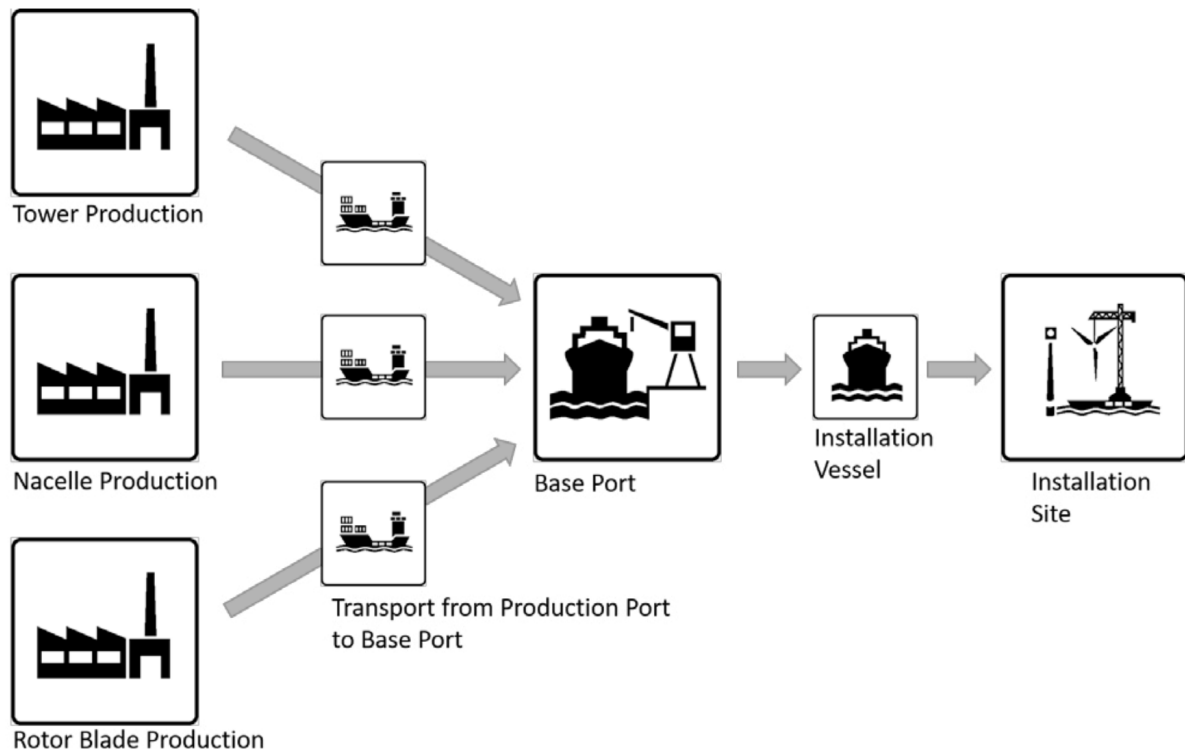 Tower Production
Nacelle Production
Rotor Blade Production
Transport from Production Port
to Base Port
Base Port
Installation
Vessel
Installation
Site